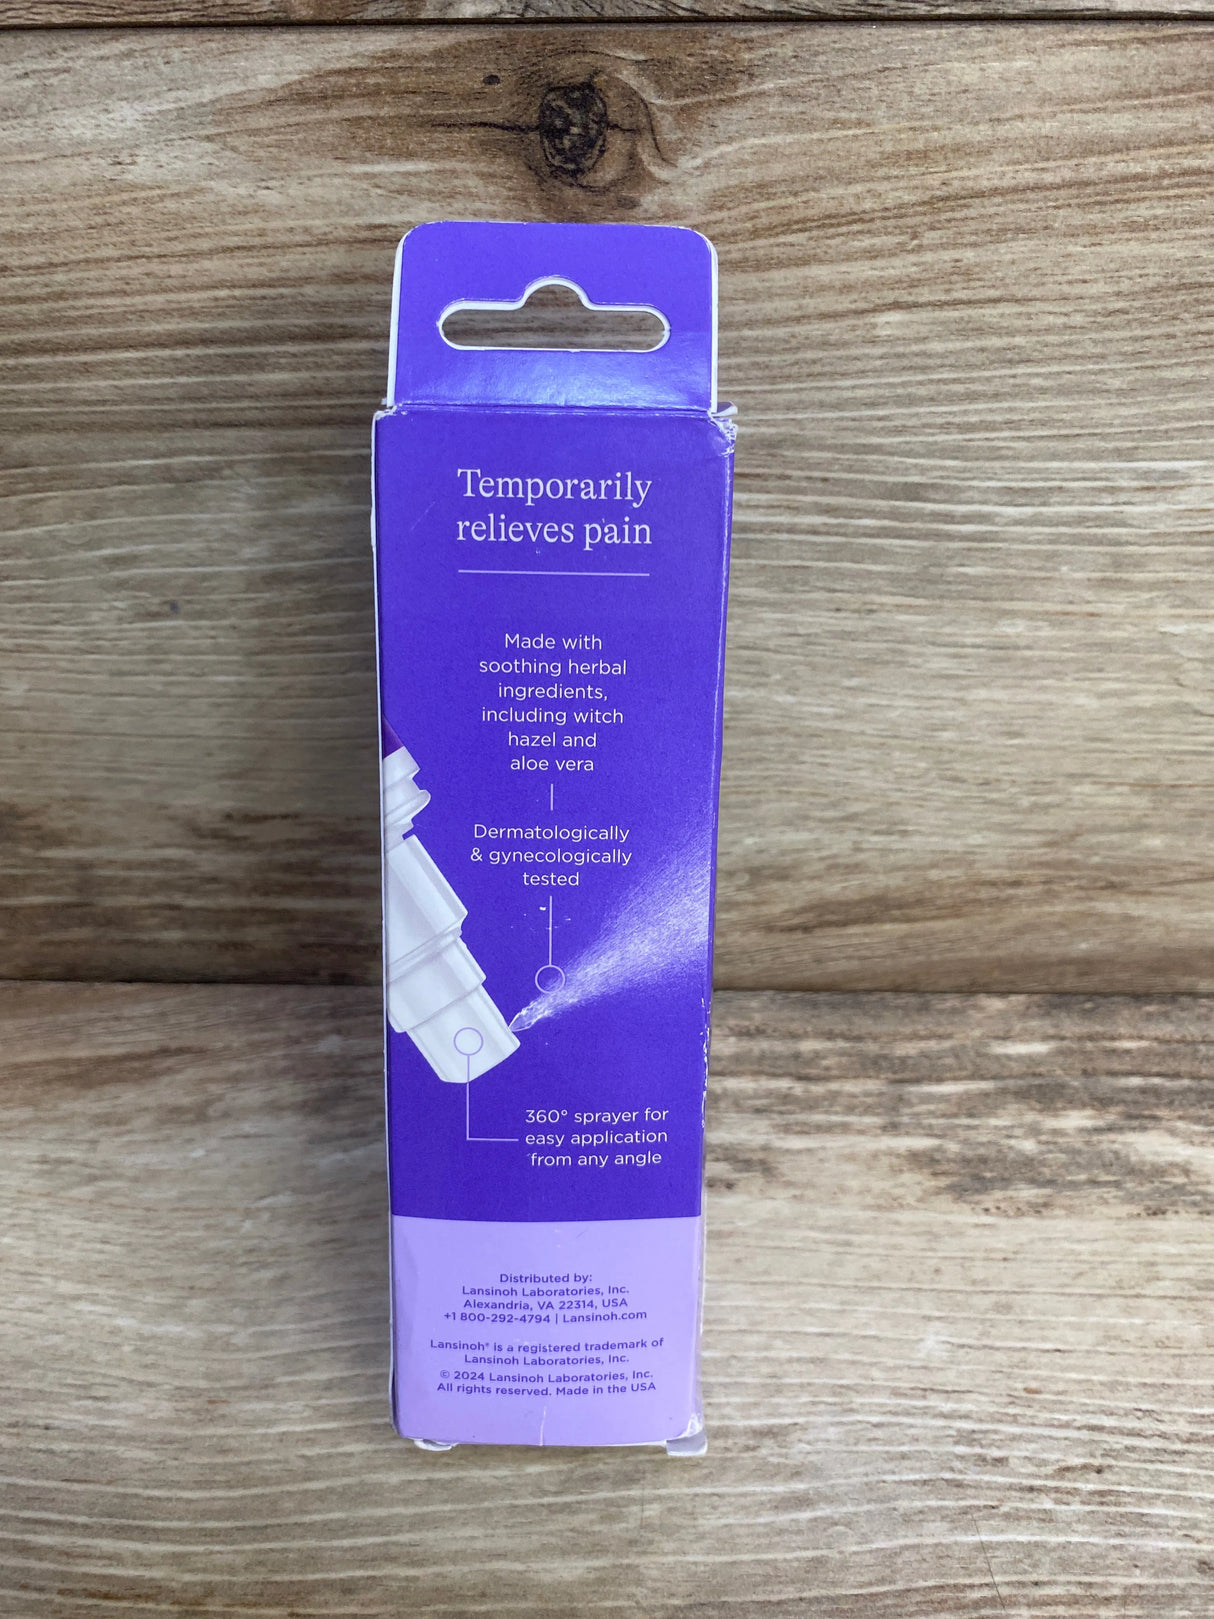 Temporarily
relieves pain
Made with
soothing herbal
ingredients,
including witch
hazel and
aloe vera
Dermatologically
& gynecologically
tested
360° sprayer for
easy application
from any angle
Distributed by:
Lansinoh Laboratories, Inc.
Alexandria, VA 22314, USA
+1 800-292-4794 | Lansinoh.com
Lansinoh® is a registered trademark of
Lansinoh Laboratories, Inc.
© 2024 Lansinoh Laboratories, Inc.
All rights reserved. Made in the USA